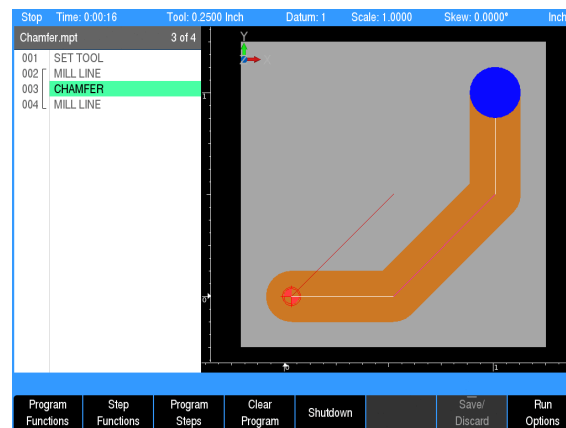 Stop Time: 0:00:16 Tool: 0.2500 Inch Datum: 1 Scale: 1.0000 Skew: 0.0000° Inch
Chamfer.mpt 3 of 4
001 SET TOOL
002 MILL LINE
003 CHAMFER
004 MILL LINE
Y
X
1
0
0
1
Program Functions
Step Functions
Program Steps
Clear Program
Shutdown
Save/ Discard
Run Options